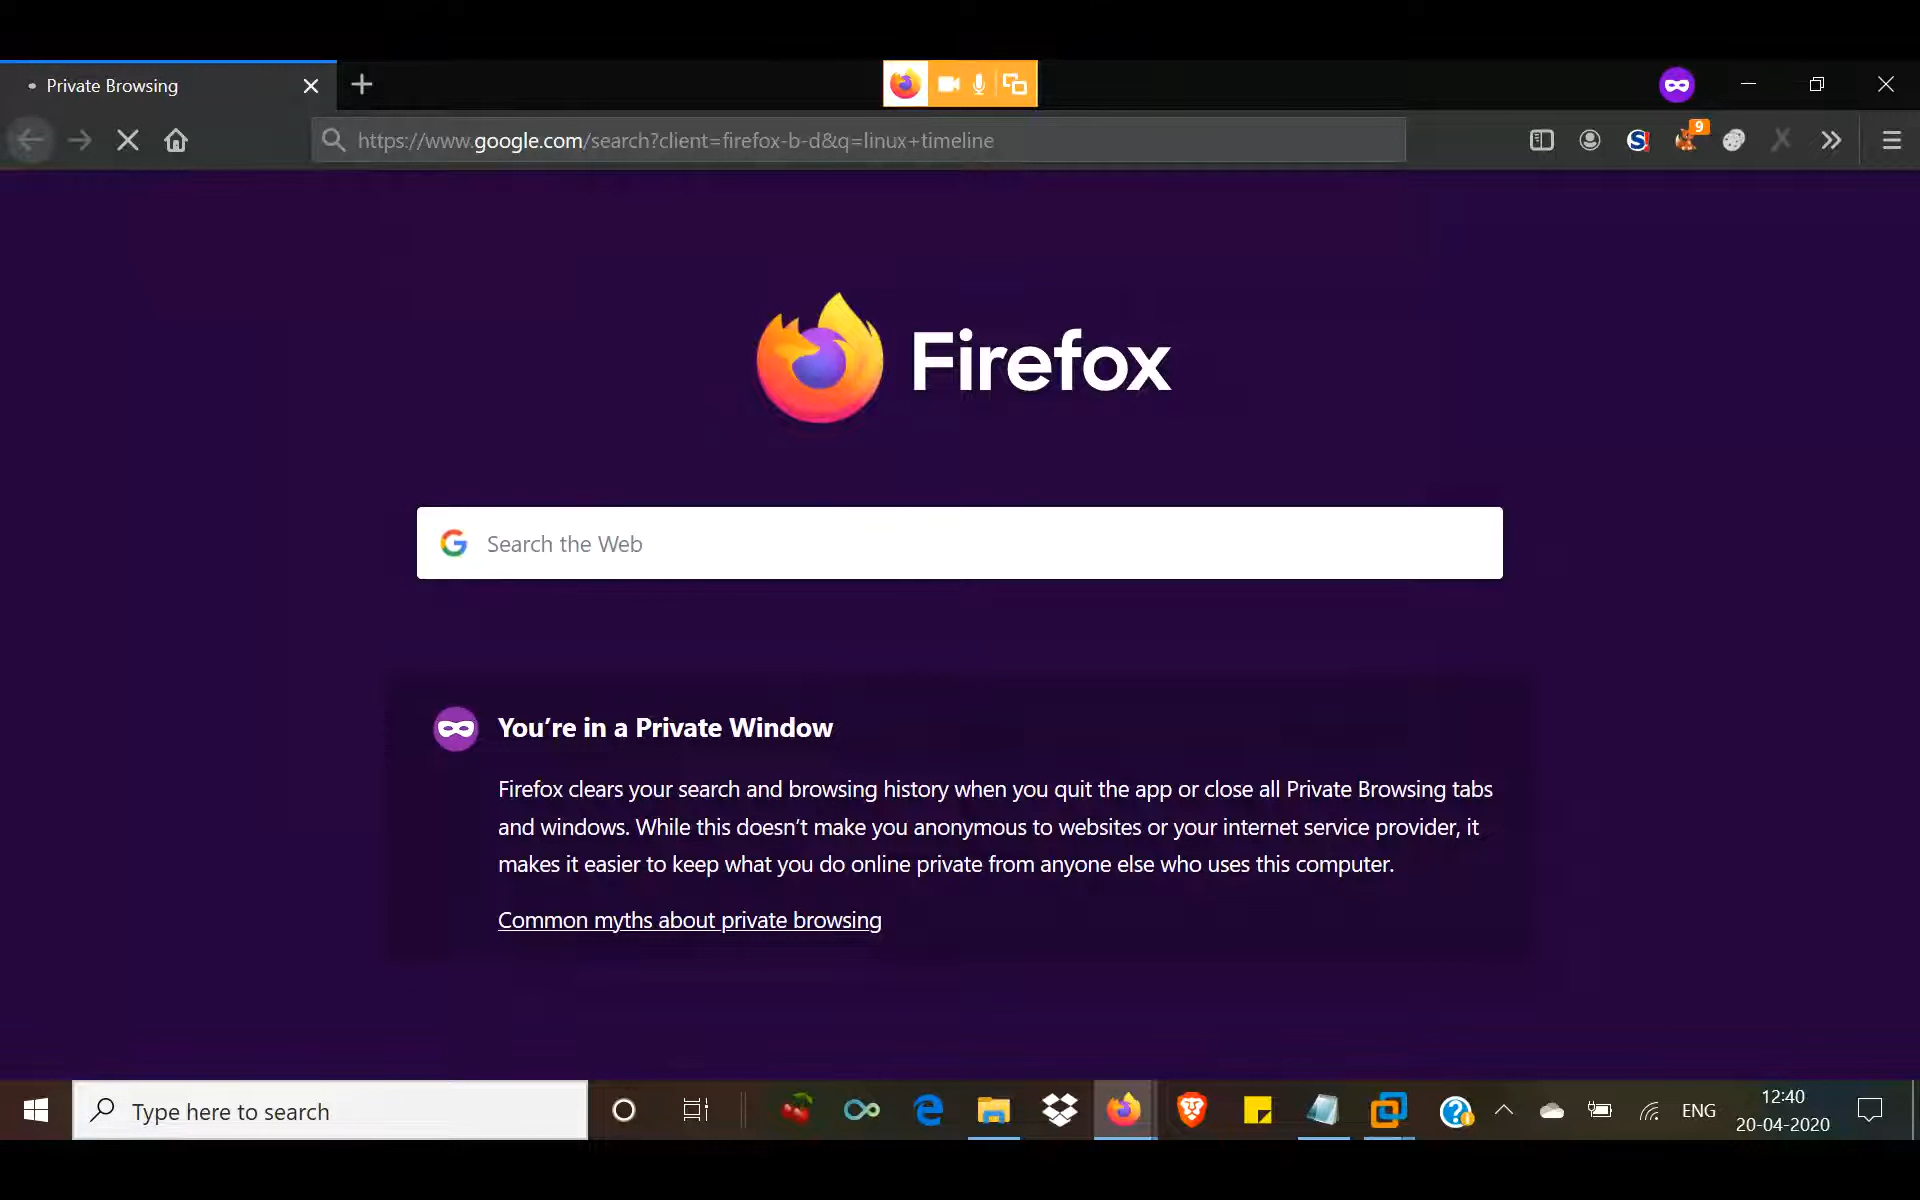 Private Browsing
https://www.google.com/search?client=firefox-b-d&q=linux+timeline
9
Firefox
Search the Web
You’re in a Private Window
Firefox clears your search and browsing history when you quit the app or close all Private Browsing tabs
and windows. While this doesn’t make you anonymous to websites or your internet service provider, it
makes it easier to keep what you do online private from anyone else who uses this computer.
Common myths about private browsing
Type here to search
ENG
12:40
20-04-2020